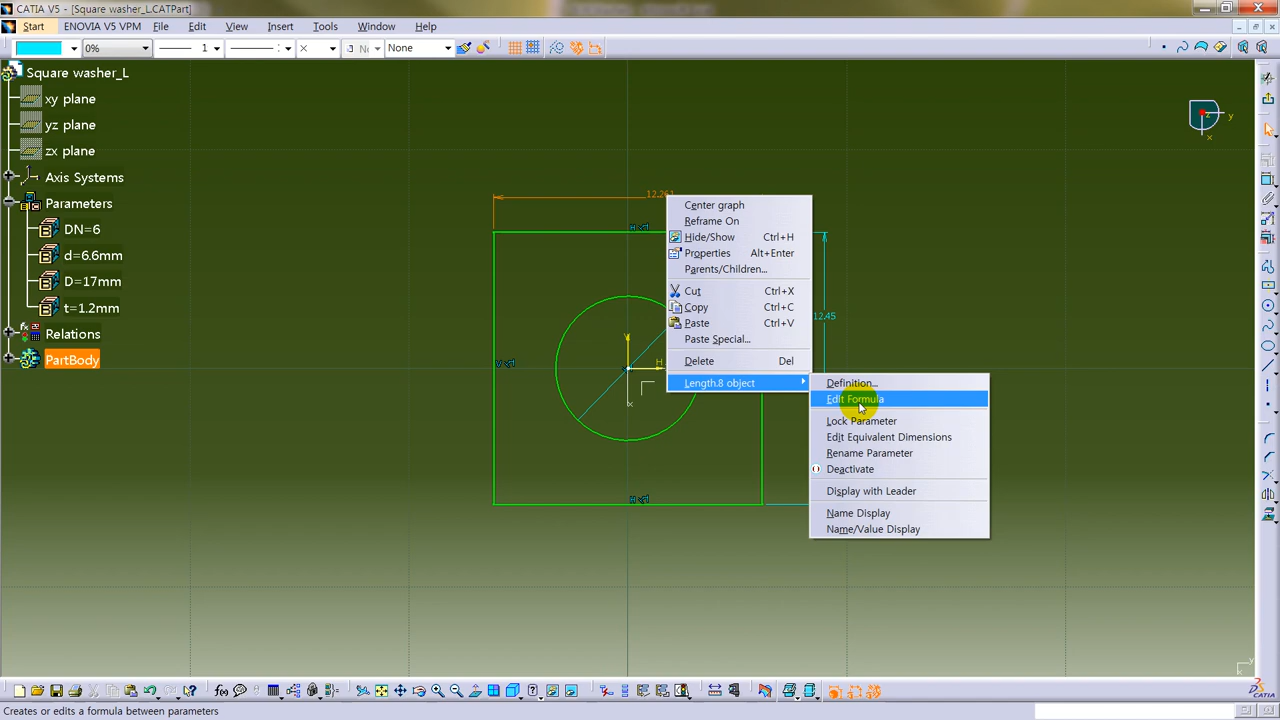 CATIA V5 - [Square washer_L.CATPart]
Start ENOVIA V5 VPM File Edit View Insert Tools Window Help
0% 1 None
Square washer_L
xy plane
yz plane
zx plane
Axis Systems
Parameters
DN=6
d=6.6mm
D=17mm
t=1.2mm
Relations
PartBody
12.261
12.45
H
V
H
H
V
y
x
z
x
y
x
Center graph
Reframe On
Hide/Show Ctrl+H
Properties Alt+Enter
Parents/Children...
Cut Ctrl+X
Copy Ctrl+C
Paste Ctrl+V
Paste Special...
Delete Del
Length.8 object
Definition...
Edit Formula
Lock Parameter
Edit Equivalent Dimensions
Rename Parameter
Deactivate
Display with Leader
Name Display
Name/Value Display
Creates or edits a formula between parameters